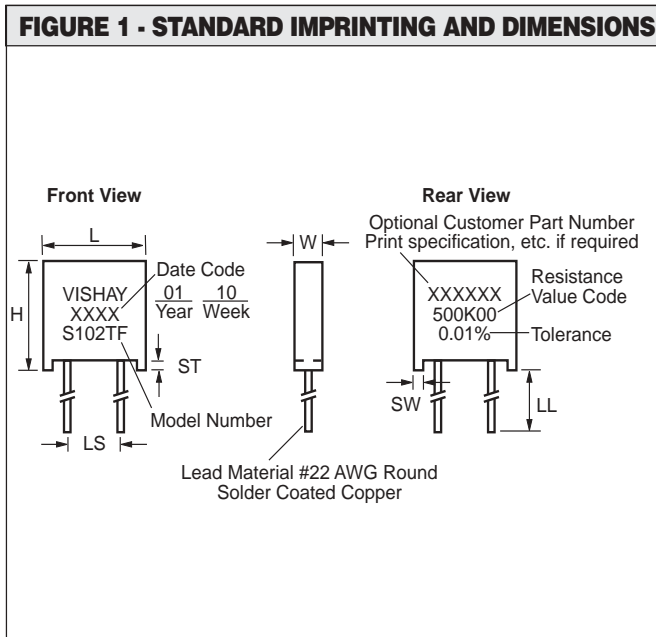 FIGURE 1 - STANDARD IMPRINTING AND DIMENSIONS
Front View
L
H
VISHAY
XXXX
S102TF
Date Code
01 10
Year Week
ST
Model Number
LS
W
Lead Material #22 AWG Round
Solder Coated Copper
Rear View
Optional Customer Part Number
Print specification, etc. if required
XXXXXX
500K00
0.01%
Resistance
Value Code
Tolerance
SW
LL